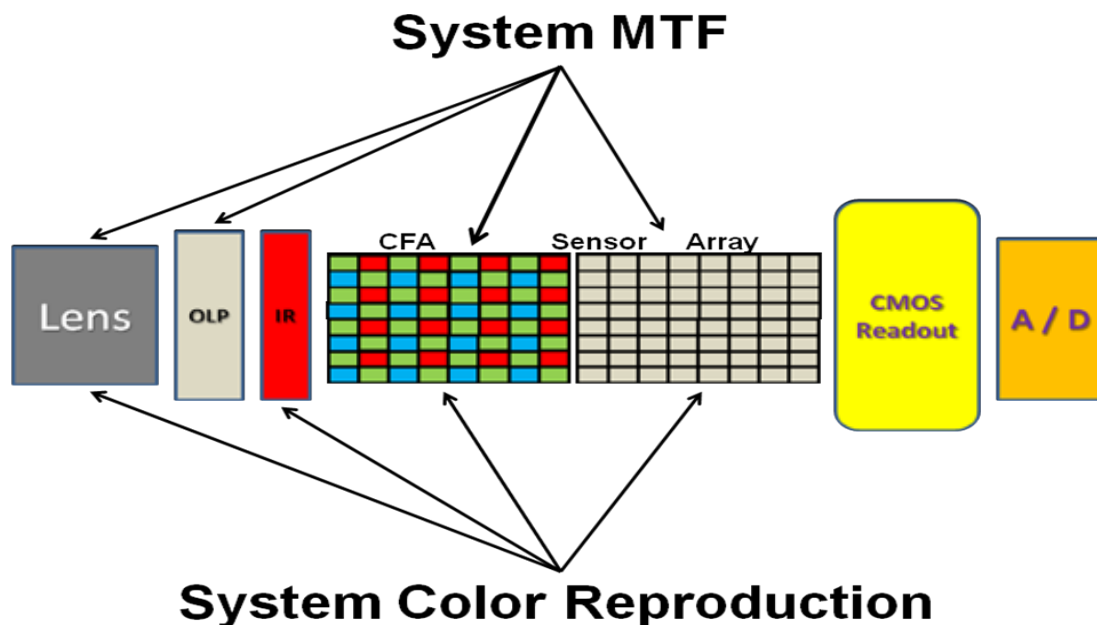 System MTF
CFA
Sensor Array
Lens
OLP
IR
CMOS
Readout
A / D
System Color Reproduction